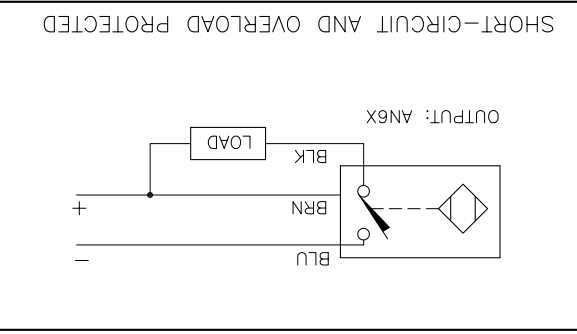 BLU
–
BRN
+
BLK
LOAD
OUTPUT: AN6X
SHORT-CIRCUIT AND OVERLOAD PROTECTED